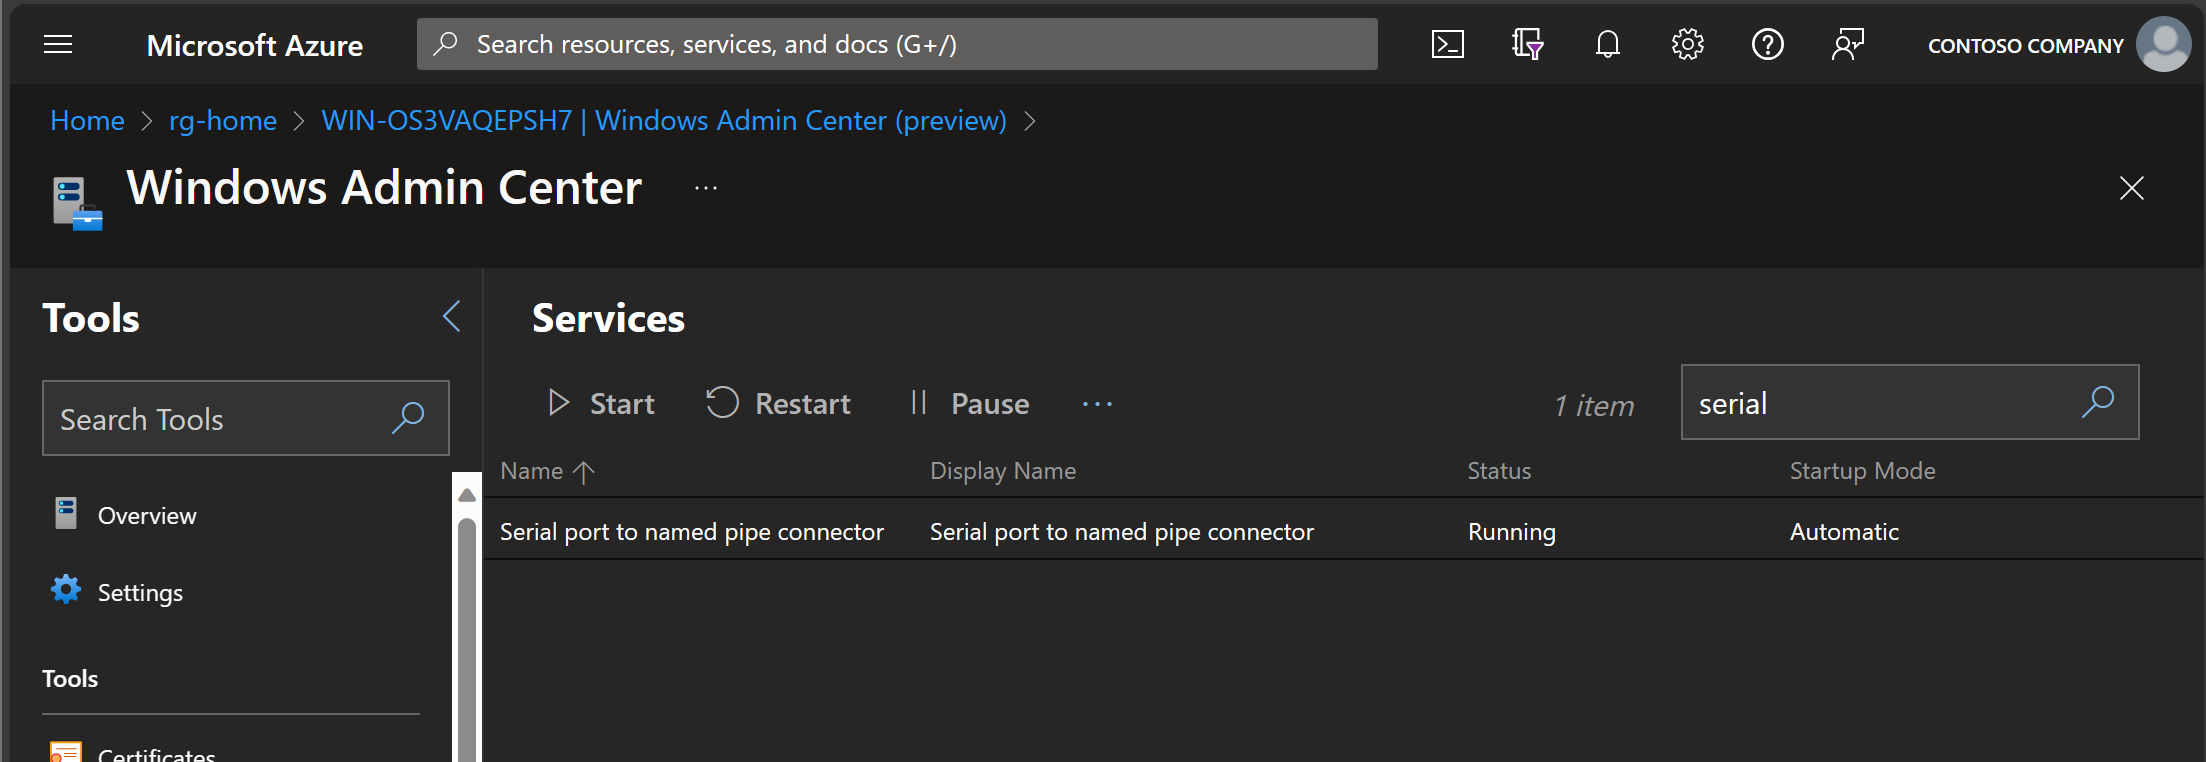 Microsoft Azure
Search resources, services, and docs (G+/)
CONTOSO COMPANY
Home > rg-home > WIN-OS3VAQEPSH7 | Windows Admin Center (preview) >
Windows Admin Center ...
Tools
Search Tools
Overview
Settings
Tools
Certificates
Services
Start Restart Pause ...
1 item
serial
Name ↑ Display Name Status Startup Mode
Serial port to named pipe connector Serial port to named pipe connector Running Automatic